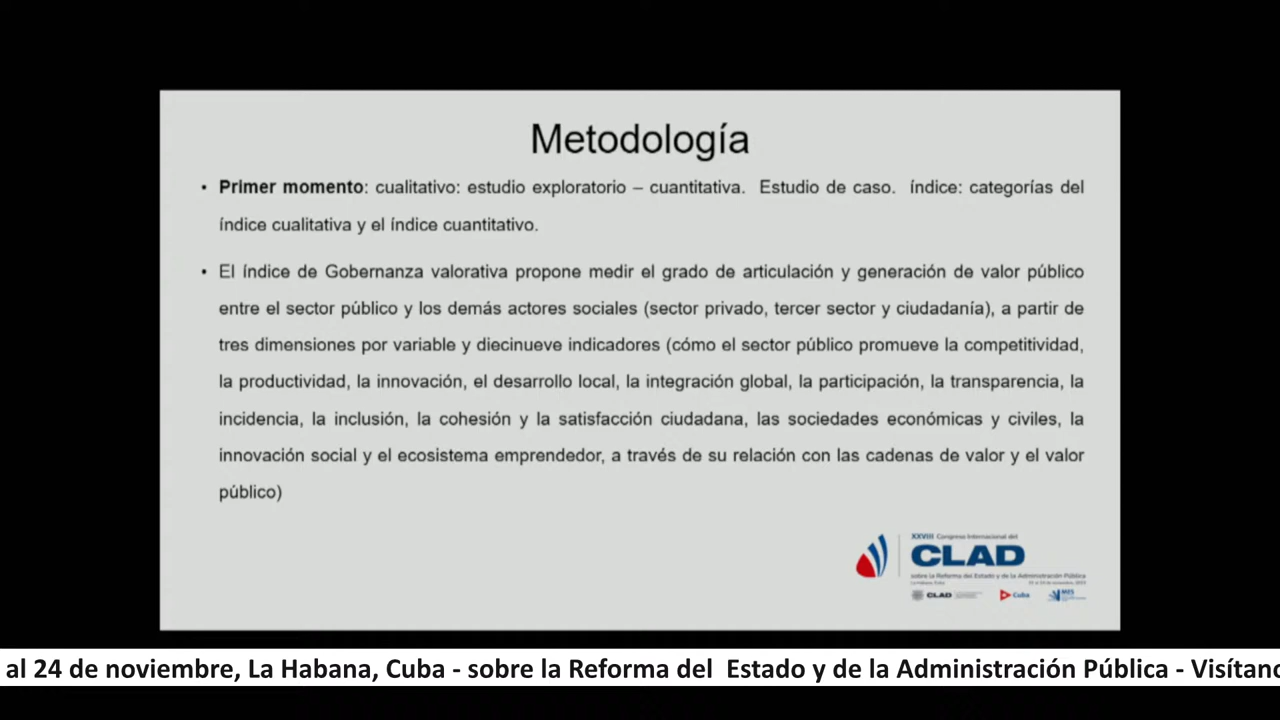 Metodología
• Primer momento: cualitativo: estudio exploratorio – cuantitativa. Estudio de caso. índice: categorías del
índice cualitativa y el índice cuantitativo.
• El índice de Gobernanza valorativa propone medir el grado de articulación y generación de valor público
entre el sector público y los demás actores sociales (sector privado, tercer sector y ciudadanía), a partir de
tres dimensiones por variable y diecinueve indicadores (cómo el sector público promueve la competitividad,
la productividad, la innovación, el desarrollo local, la integración global, la participación, la transparencia, la
incidencia, la inclusión, la cohesión y la satisfacción ciudadana, las sociedades económicas y civiles, la
innovación social y el ecosistema emprendedor, a través de su relación con las cadenas de valor y el valor
público)
XXVIII Congreso Internacional del
CLAD
sobre la Reforma del Estado y de la Administración Pública
La Habana, Cuba
CLAD Cuba MES
al 24 de noviembre, La Habana, Cuba - sobre la Reforma del Estado y de la Administración Pública - Visítano